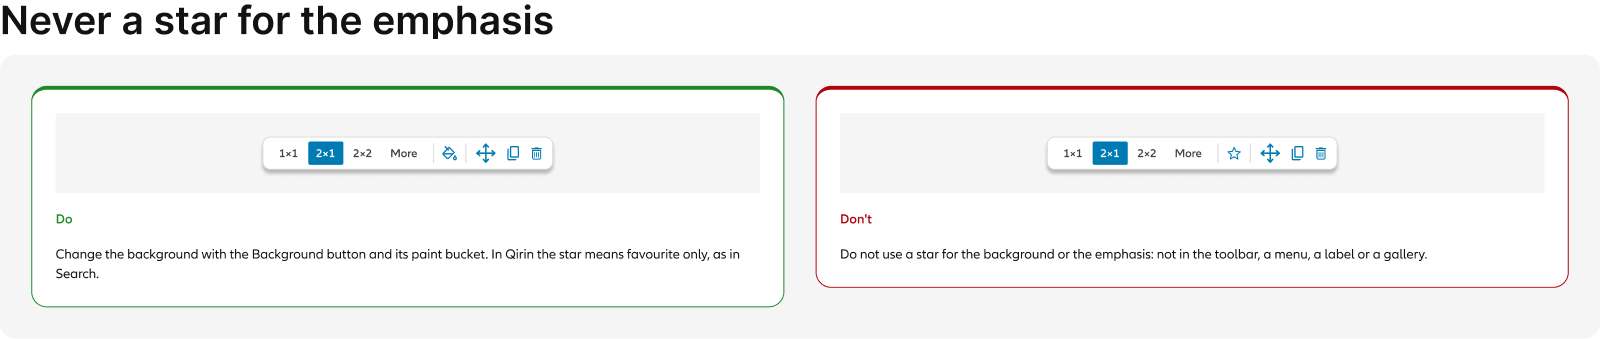 Never a star for the emphasis
1×1 2×1 2×2 More
Do
Change the background with the Background button and its paint bucket. In Qirin the star means favourite only, as in
Search.
1×1 2×1 2×2 More
Don't
Do not use a star for the background or the emphasis: not in the toolbar, a menu, a label or a gallery.